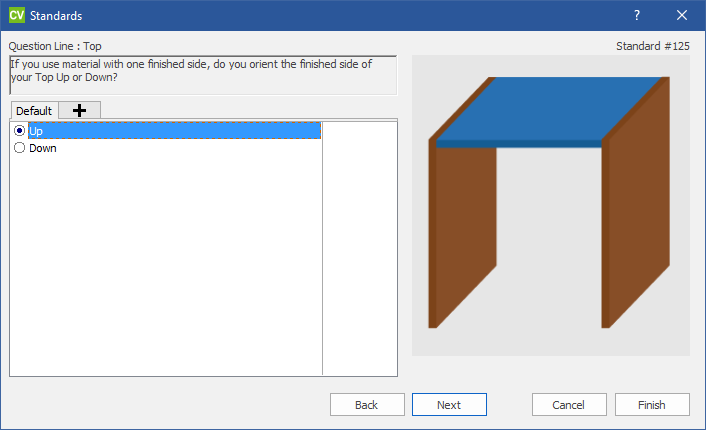 CV Standards ?
Question Line : Top
Standard #125
If you use material with one finished side, do you orient the finished side of
your Top Up or Down?
Default
Up
Down
Back Next Cancel Finish